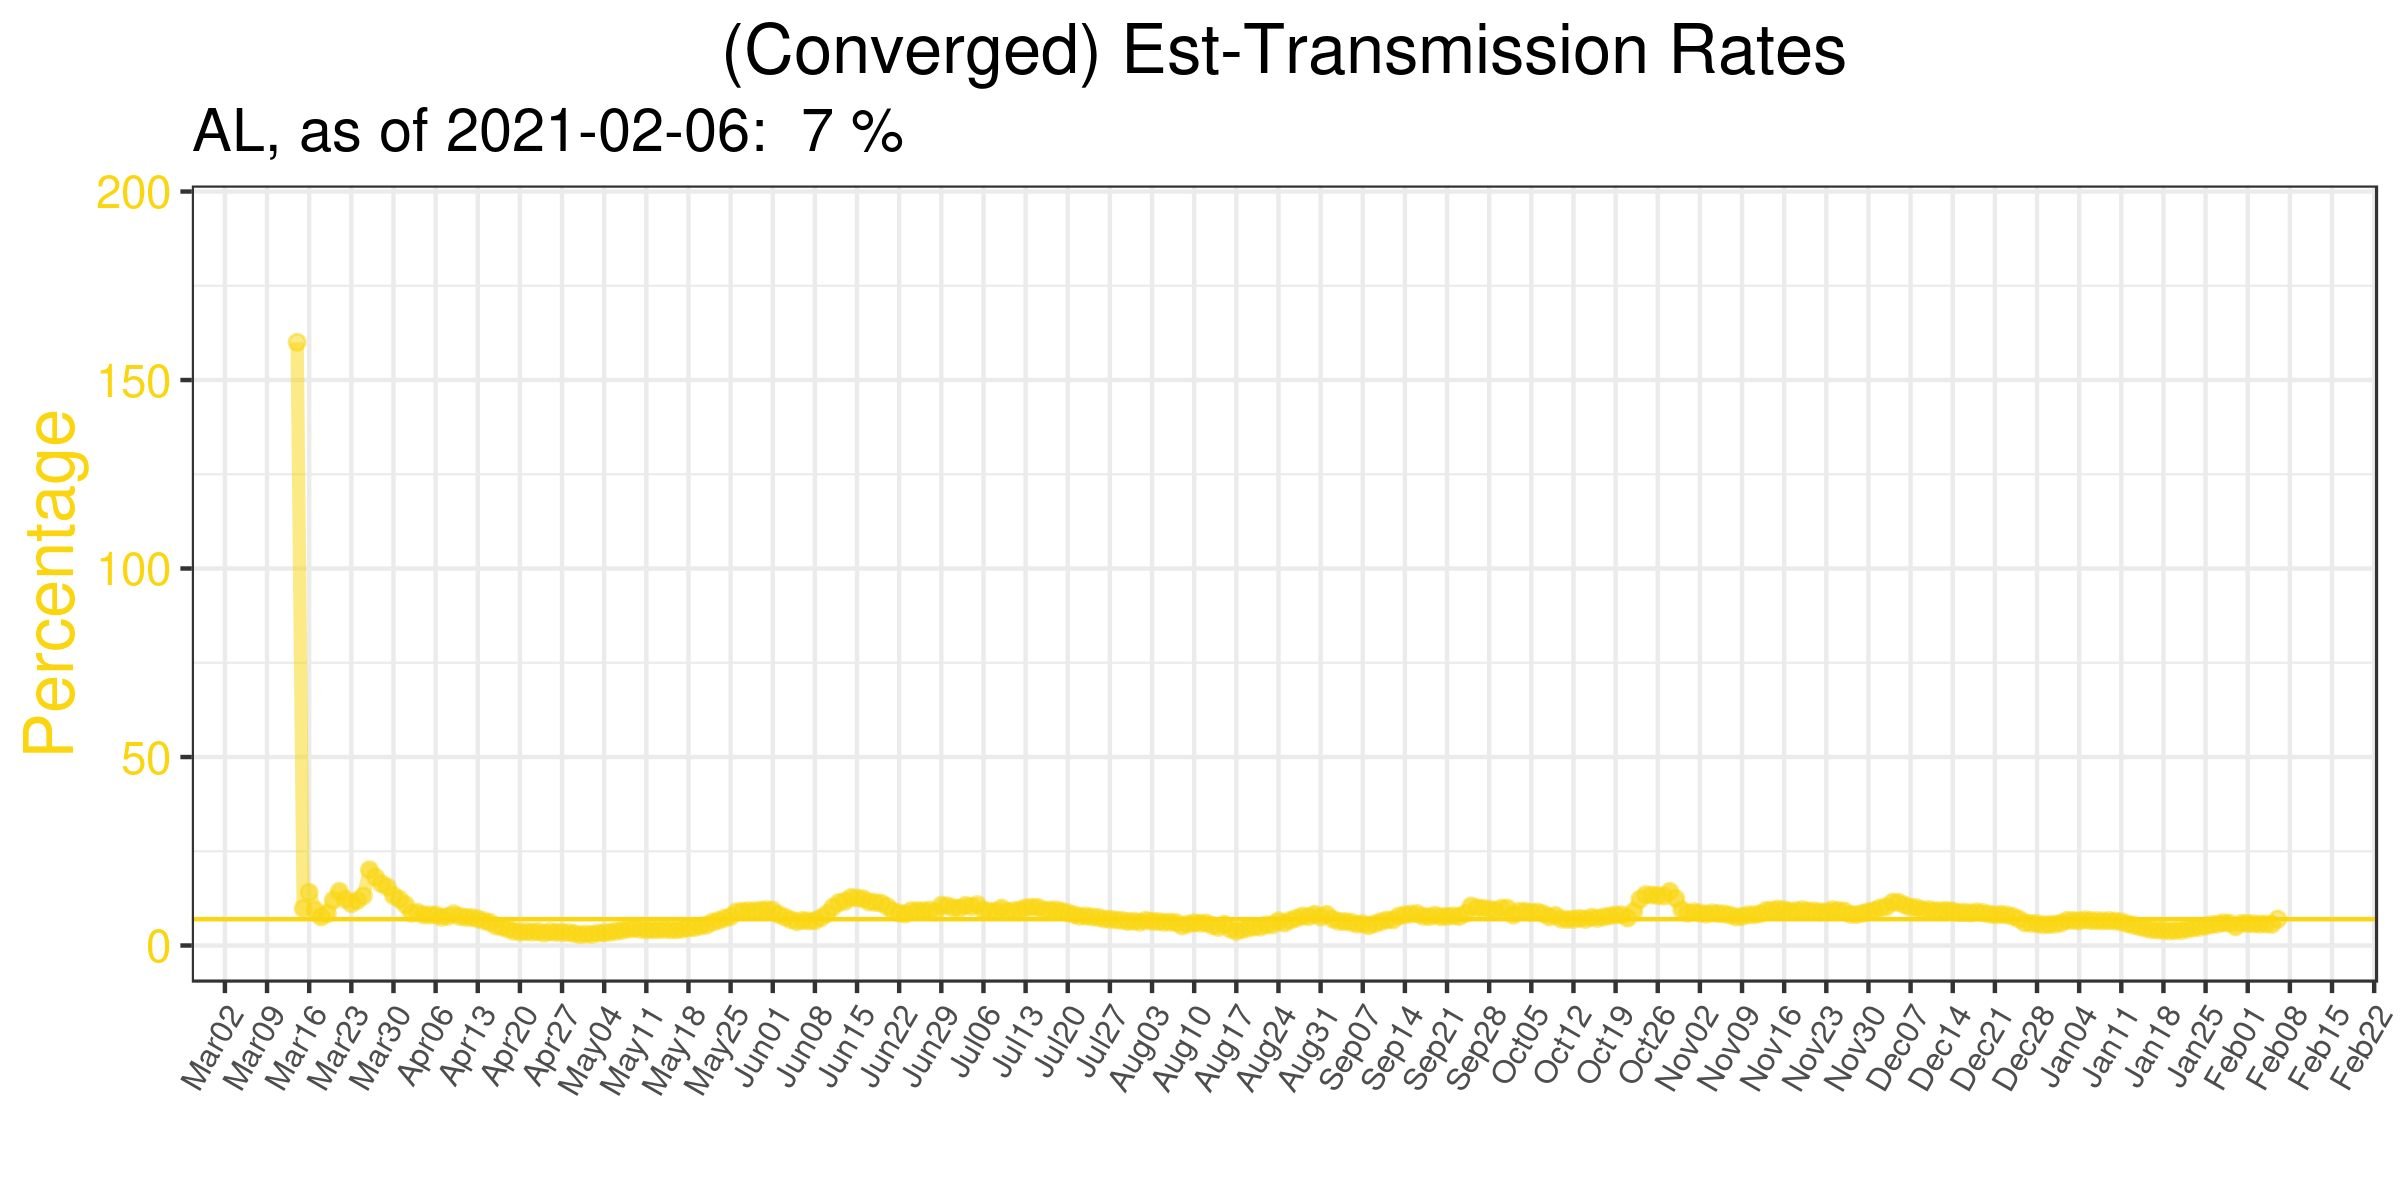 (Converged) Est-Transmission Rates
AL, as of 2021-02-06:  7 %
Percentage
200
150
100
50
0
Mar02
Mar09
Mar16
Mar23
Mar30
Apr06
Apr13
Apr20
Apr27
May04
May11
May18
May25
Jun01
Jun08
Jun15
Jun22
Jun29
Jul06
Jul13
Jul20
Jul27
Aug03
Aug10
Aug17
Aug24
Aug31
Sep07
Sep14
Sep21
Sep28
Oct05
Oct12
Oct19
Oct26
Nov02
Nov09
Nov16
Nov23
Nov30
Dec07
Dec14
Dec21
Dec28
Jan04
Jan11
Jan18
Jan25
Feb01
Feb08
Feb15
Feb22